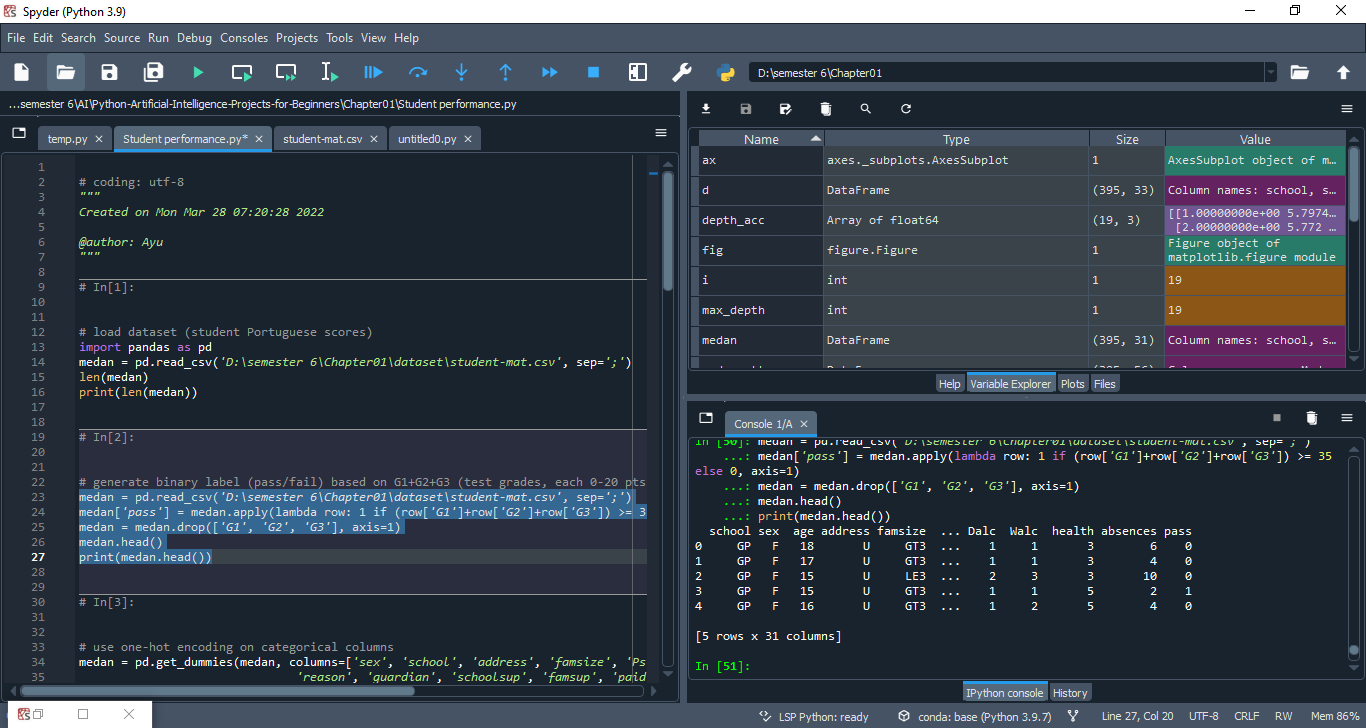 Spyder (Python 3.9)
File Edit Search Source Run Debug Consoles Projects Tools View Help
D:\semester 6\Chapter01
...semester 6\AI\Python-Artificial-Intelligence-Projects-for-Beginners\Chapter01\Student performance.py
temp.py Student performance.py* student-mat.csv untitled0.py
1
2 # coding: utf-8
3 """
4 Created on Mon Mar 28 07:20:28 2022
5
6 @author: Ayu
7 """
8
9 # In[1]:
10
11
12 # load dataset (student Portuguese scores)
13 import pandas as pd
14 medan = pd.read_csv('D:\semester 6\Chapter01\dataset\student-mat.csv', sep=';')
15 len(medan)
16 print(len(medan))
17
18
19 # In[2]:
20
21
22 # generate binary label (pass/fail) based on G1+G2+G3 (test grades, each 0-20 pts
23 medan = pd.read_csv('D:\semester 6\Chapter01\dataset\student-mat.csv', sep=';')
24 medan['pass'] = medan.apply(lambda row: 1 if (row['G1']+row['G2']+row['G3']) >= 3
25 medan = medan.drop(['G1', 'G2', 'G3'], axis=1)
26 medan.head()
27 print(medan.head())
28
29
30 # In[3]:
31
32
33 # use one-hot encoding on categorical columns
34 medan = pd.get_dummies(medan, columns=['sex', 'school', 'address', 'famsize', 'Ps
35 'reason', 'guardian', 'schoolsup', 'famsup', 'paid
Name Type Size Value
ax axes._subplots.AxesSubplot 1 AxesSubplot object of m...
d DataFrame (395, 33) Column names: school, s...
depth_acc Array of float64 (19, 3) [[1.00000000e+00 5.7974...
[2.00000000e+00 5.772 ...
fig figure.Figure 1 Figure object of
matplotlib.figure module
i int 1 19
max_depth int 1 19
medan DataFrame (395, 31) Column names: school, s...
Help Variable Explorer Plots Files
Console 1/A
In [50]: medan = pd.read_csv('D:\semester 6\Chapter01\dataset\student-mat.csv', sep=';')
...: medan['pass'] = medan.apply(lambda row: 1 if (row['G1']+row['G2']+row['G3']) >= 35
else 0, axis=1)
...: medan = medan.drop(['G1', 'G2', 'G3'], axis=1)
...: medan.head()
...: print(medan.head())
school sex age address famsize ... Dalc Walc health absences pass
0 GP F 18 U GT3 ... 1 1 3 6 0
1 GP F 17 U GT3 ... 1 1 3 4 0
2 GP F 15 U LE3 ... 2 3 3 10 0
3 GP F 15 U GT3 ... 1 1 5 2 1
4 GP F 16 U GT3 ... 1 2 5 4 0
[5 rows x 31 columns]
In [51]:
IPython console History
LSP Python: ready conda: base (Python 3.9.7) Line 27, Col 20 UTF-8 CRLF RW Mem 86%